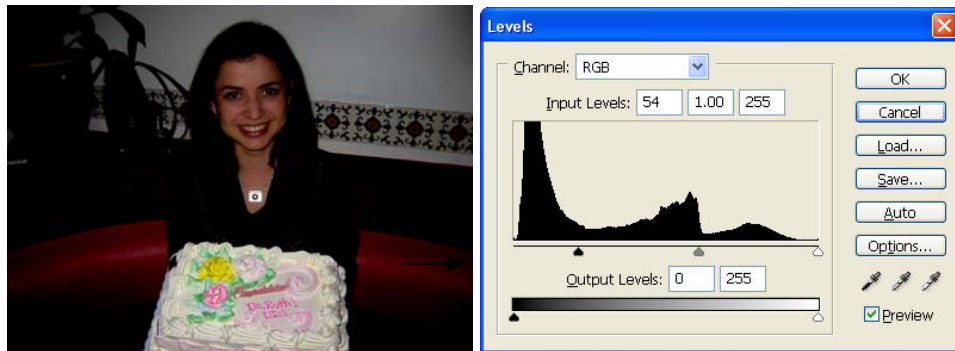 Levels
Channel: RGB
Input Levels: 54 1.00 255
Output Levels: 0 255
OK
Cancel
Load...
Save...
Auto
Options...
Preview